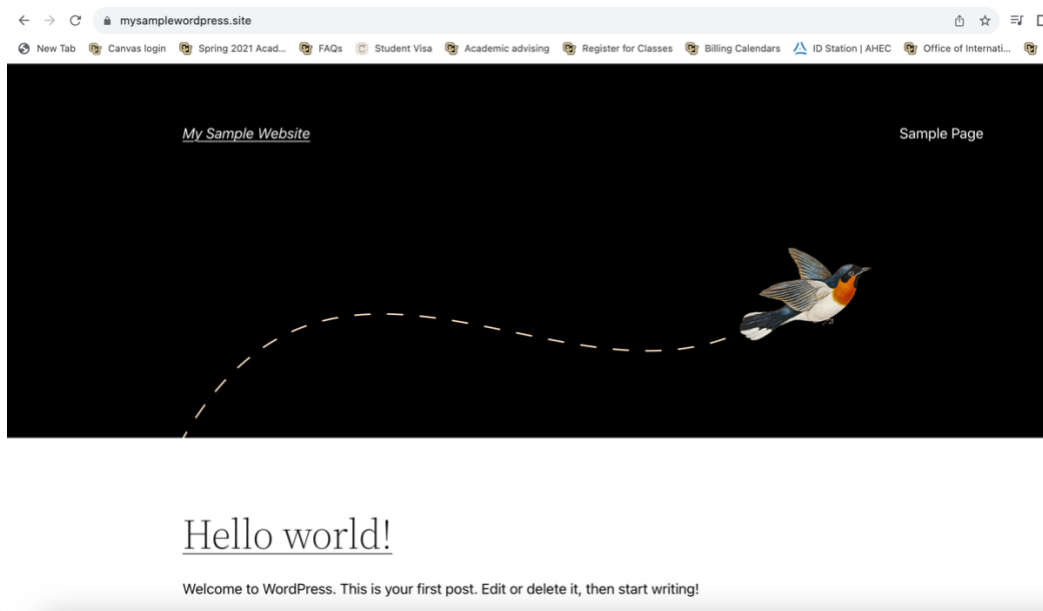 mysamplewordpress.site
New Tab Canvas login Spring 2021 Acad... FAQs Student Visa Academic advising Register for Classes Billing Calendars ID Station | AHEC Office of Internati...
My Sample Website Sample Page
Hello world!
Welcome to WordPress. This is your first post. Edit or delete it, then start writing!